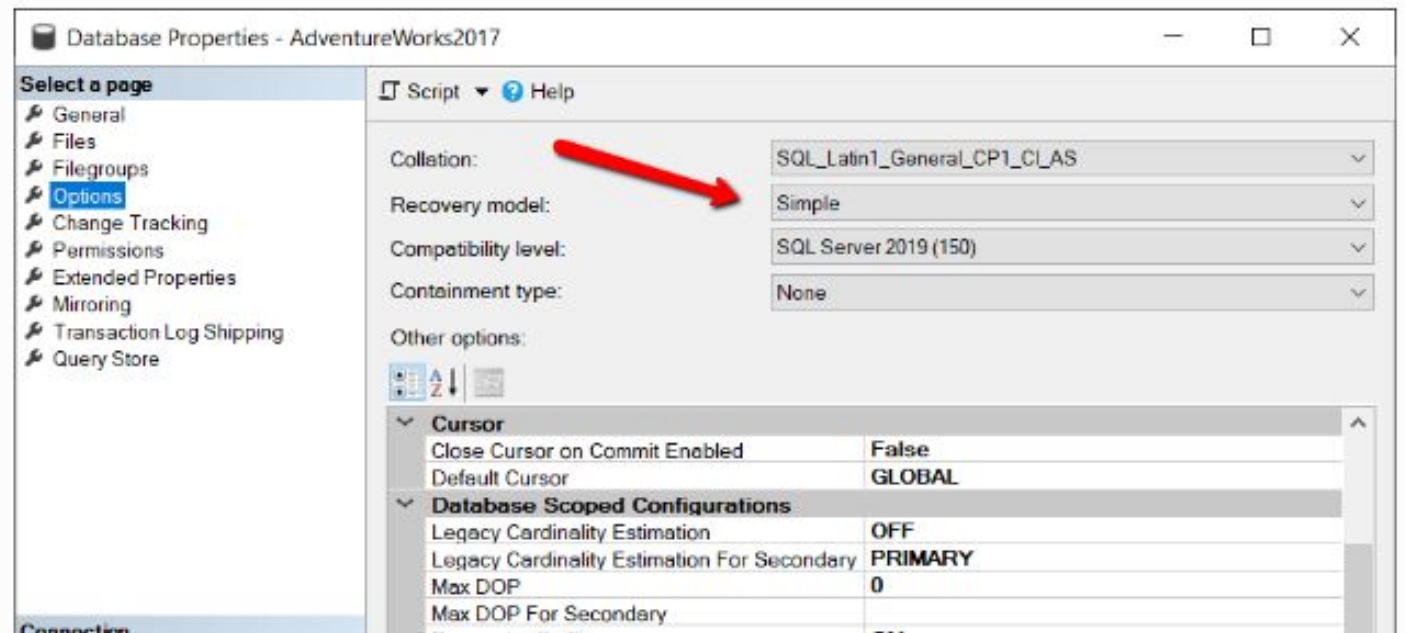 Database Properties - AdventureWorks2017
Select a page
General
Files
Filegroups
Options
Change Tracking
Permissions
Extended Properties
Mirroring
Transaction Log Shipping
Query Store
Connection
Script Help
Collation: SQL_Latin1_General_CP1_CI_AS
Recovery model: Simple
Compatibility level: SQL Server 2019 (150)
Containment type: None
Other options:
Cursor
Close Cursor on Commit Enabled False
Default Cursor GLOBAL
Database Scoped Configurations
Legacy Cardinality Estimation OFF
Legacy Cardinality Estimation For Secondary PRIMARY
Max DOP 0
Max DOP For Secondary